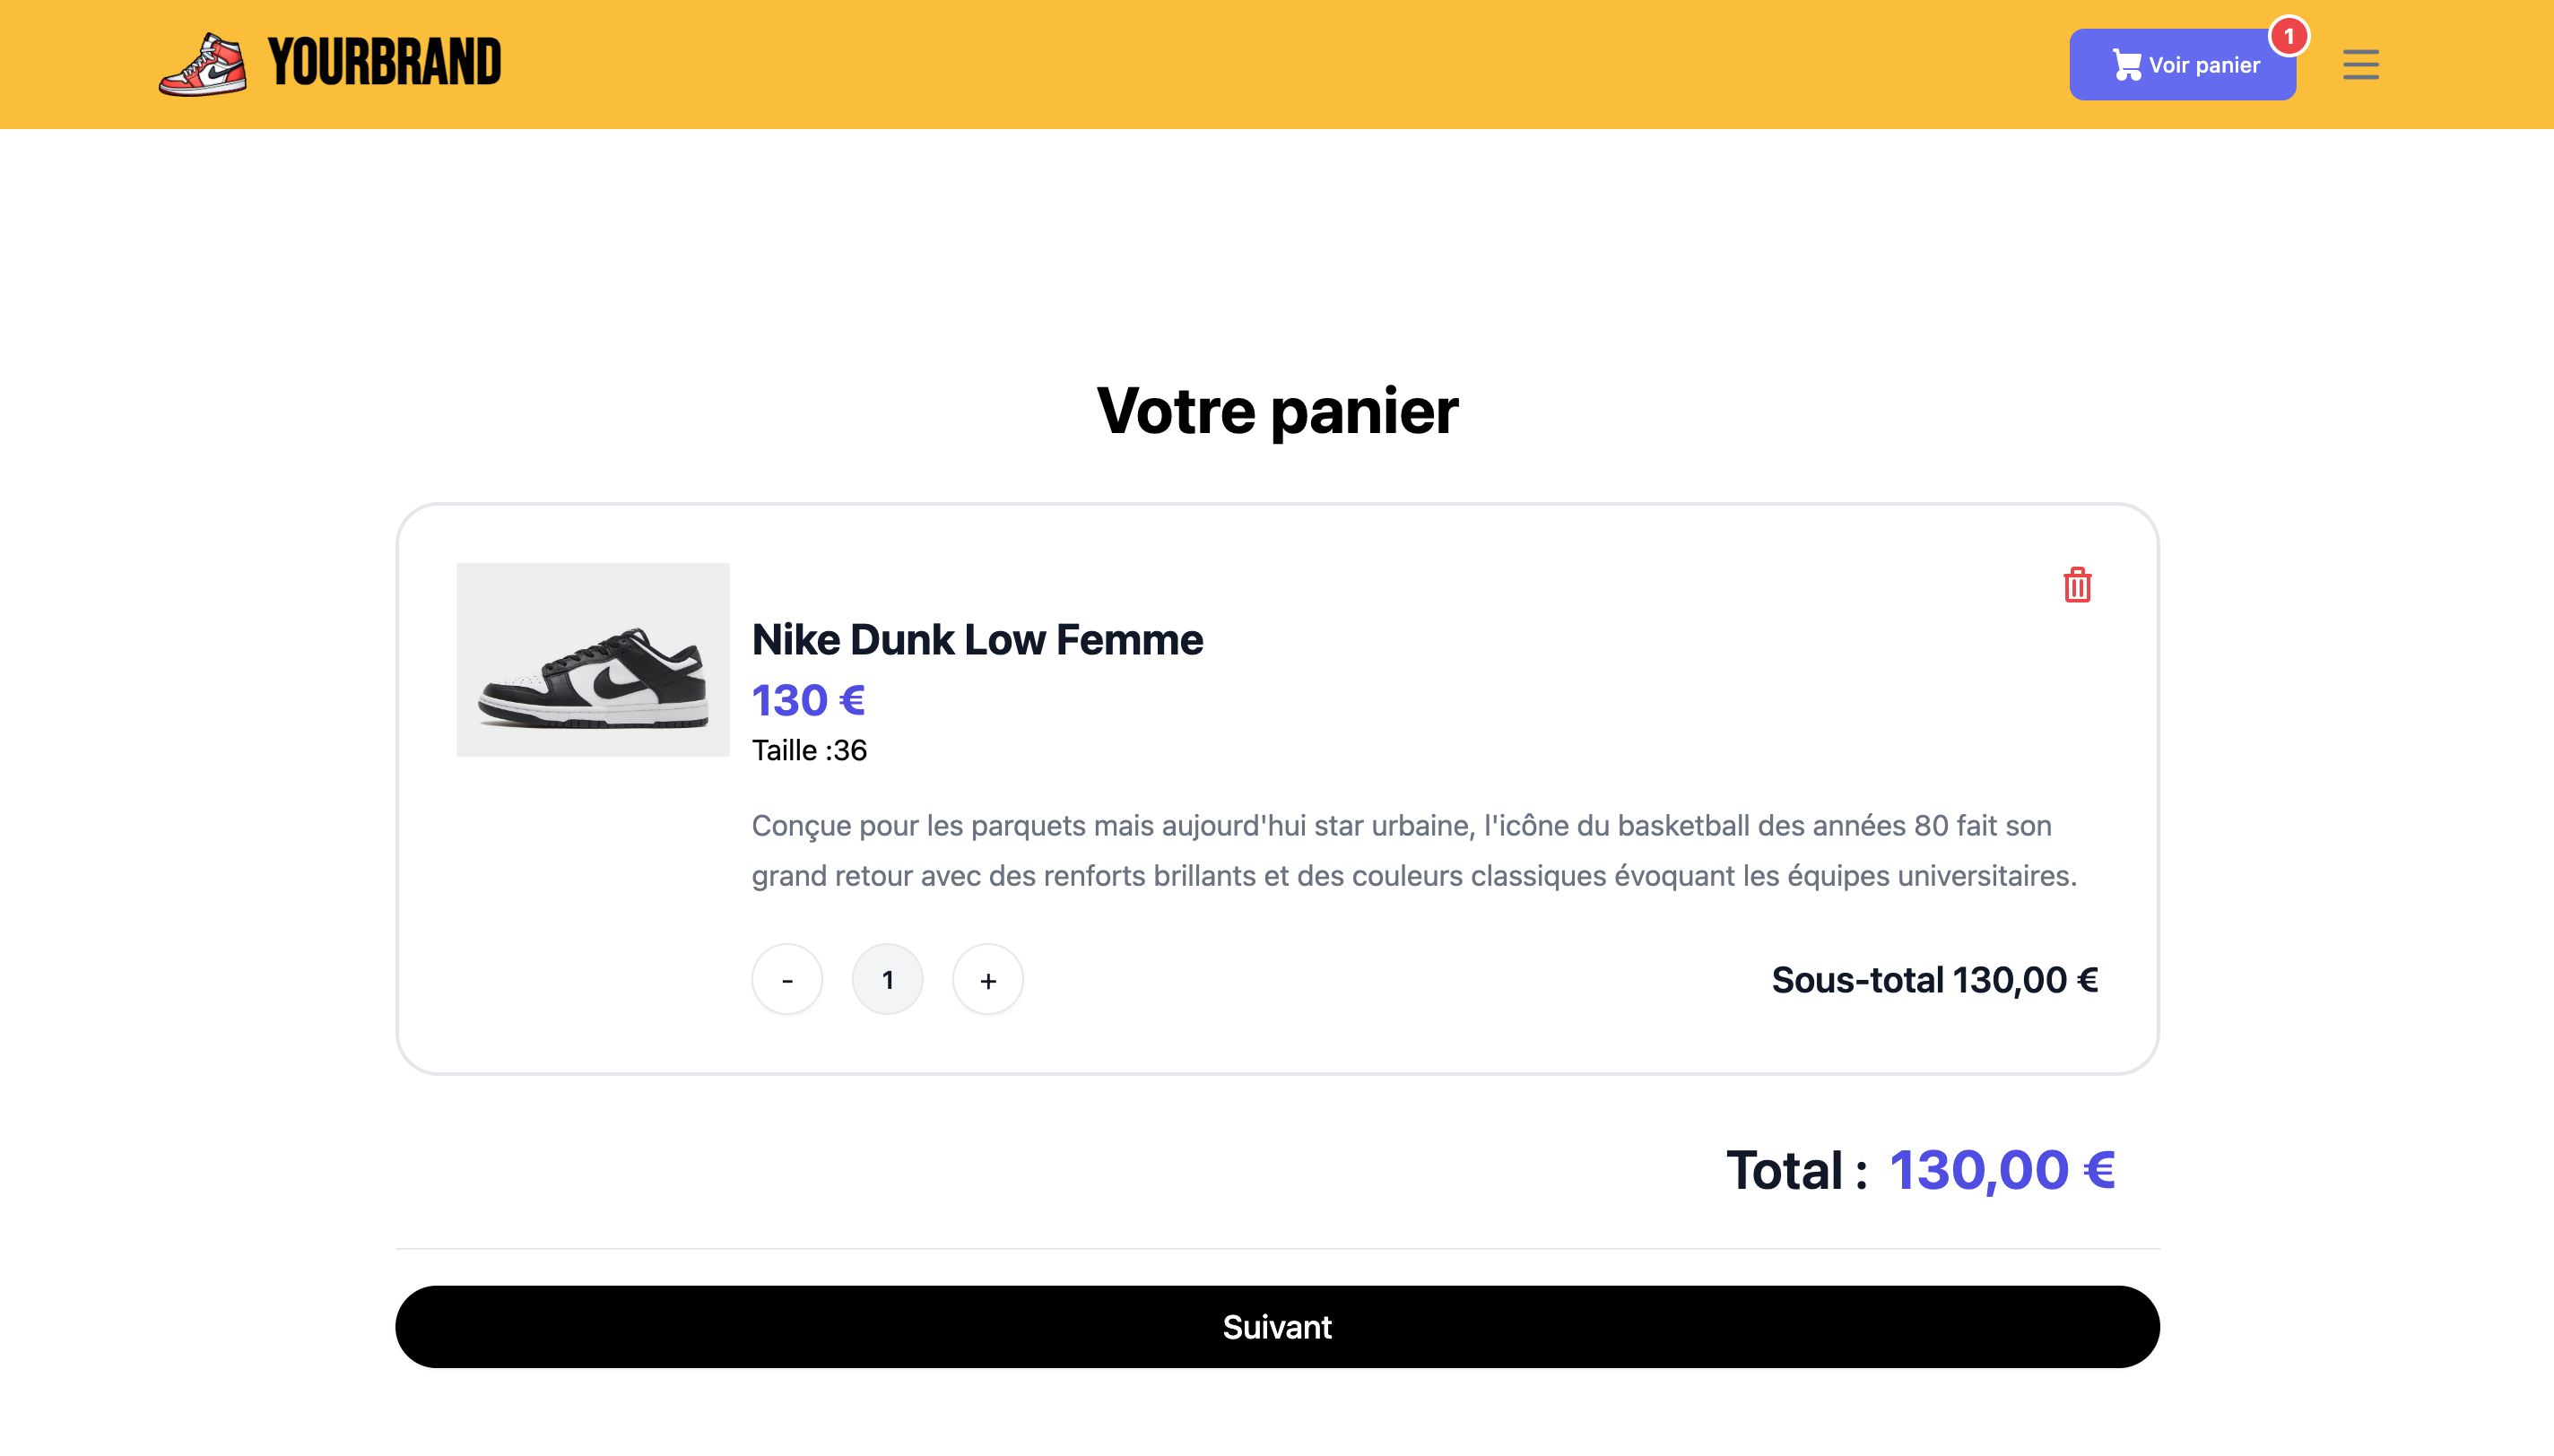 YOURBRAND
Voir panier
1
Votre panier
Nike Dunk Low Femme
130 €
Taille :36
Conçue pour les parquets mais aujourd'hui star urbaine, l'icône du basketball des années 80 fait son
grand retour avec des renforts brillants et des couleurs classiques évoquant les équipes universitaires.
- 1 +
Sous-total 130,00 €
Total : 130,00 €
Suivant